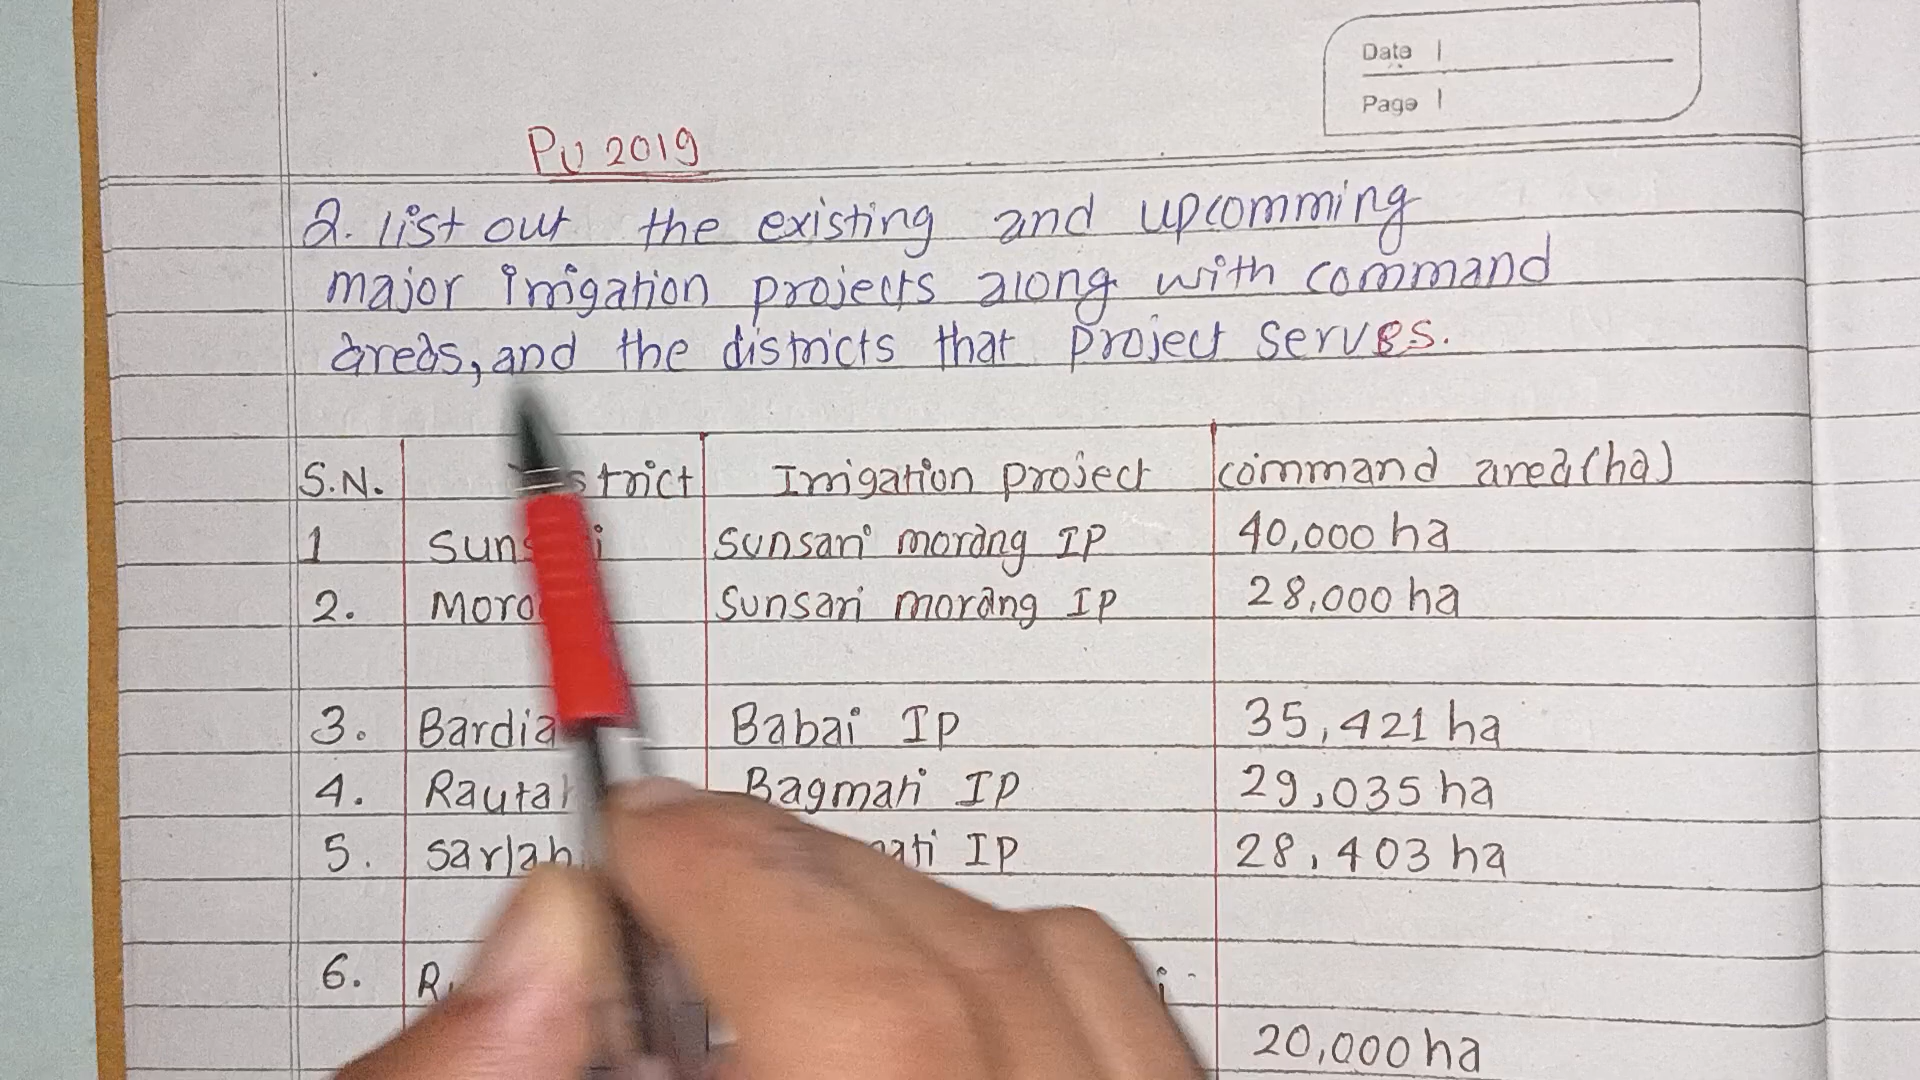 Date
Page
PU 2019
2. list out the existing and upcomming
major irrigation projects along with command
areas, and the districts that project serves.
S.N. Irrigation project command area (ha)
1 Sunsari morang IP 40,000 ha
2. Sunsari morang IP 28,000 ha
3. Bardia Babai IP 35,421 ha
4. Bagmati IP 29,035 ha
5. IP 28,403 ha
6.
20,000 ha